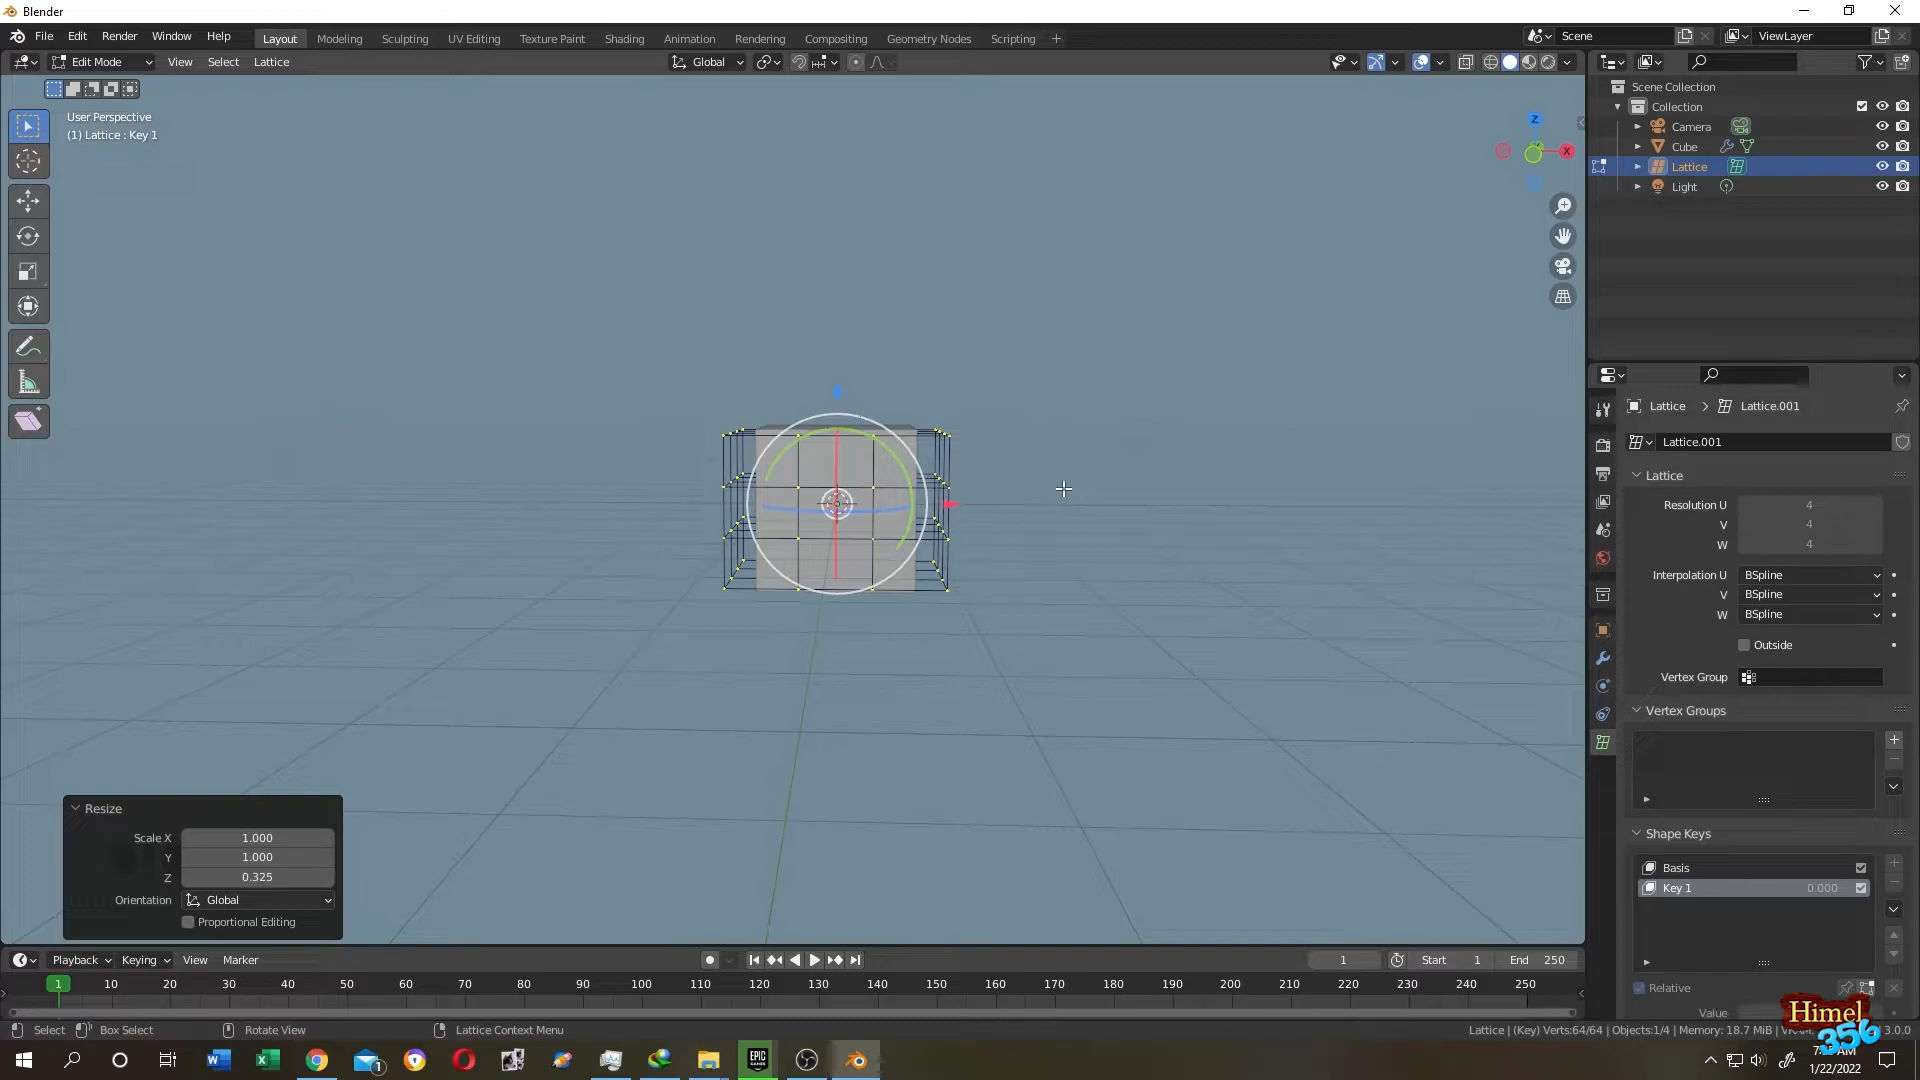 Blender
File Edit Render Window Help Layout Modeling Sculpting UV Editing Texture Paint Shading Animation Rendering Compositing Geometry Nodes Scripting + Scene ViewLayer
Edit Mode View Select Lattice Global
User Perspective
(1) Lattice : Key 1
Z
X
Scene Collection
Collection
Camera
Cube
Lattice
Light
Lattice > Lattice.001
Lattice.001
Lattice
Resolution U 4
V 4
W 4
Interpolation U BSpline
V BSpline
W BSpline
Outside
Vertex Group
Vertex Groups
Shape Keys
Basis
Key 1 0.000
Relative
Value
Resize
Scale X 1.000
Y 1.000
Z 0.325
Orientation Global
Proportional Editing
Playback Keying View Marker 1 Start 1 End 250
1 10 20 30 40 50 60 70 80 90 100 110 120 130 140 150 160 170 180 190 200 210 220 230 240 250
Select Box Select Rotate View Lattice Context Menu Lattice | (Key) Verts:64/64 | Objects:1/4 | Memory: 18.7 MiB | 3.0.0
Himel
356
EPIC GAMES
1
1/22/2022